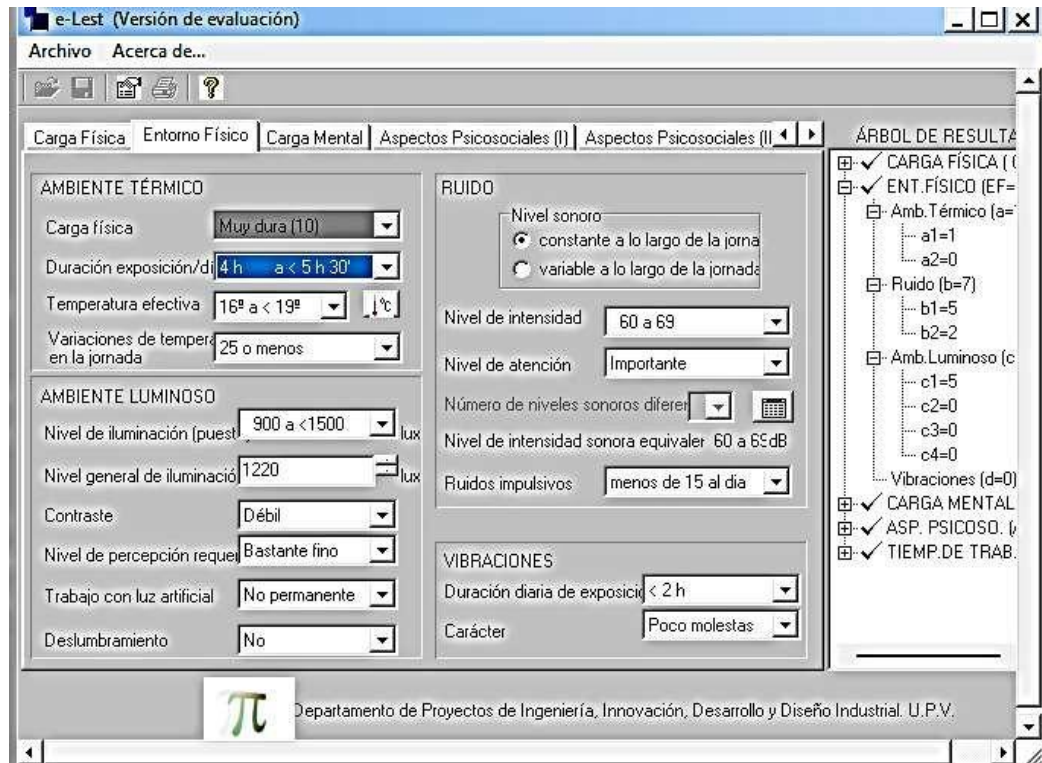 e-Lest (Versión de evaluación)
Archivo Acerca de...
Carga Física Entorno Físico Carga Mental Aspectos Psicosociales (I) Aspectos Psicosociales (II
AMBIENTE TÉRMICO
Carga física Muy dura (10)
Duración exposición/dí 4 h a < 5 h 30'
Temperatura efectiva 16º a < 19º ºc
Variaciones de tempera
en la jornada 25 o menos
AMBIENTE LUMINOSO
Nivel de iluminación (puest 900 a <1500 lux
Nivel general de iluminació 1220 lux
Contraste Débil
Nivel de percepción requer Bastante fino
Trabajo con luz artificial No permanente
Deslumbramiento No
RUIDO
Nivel sonoro
constante a lo largo de la jorna
variable a lo largo de la jornada
Nivel de intensidad 60 a 69
Nivel de atención Importante
Número de niveles sonoros diferen
Nivel de intensidad sonora equivaler 60 a 69 dB
Ruidos impulsivos menos de 15 al dia
VIBRACIONES
Duración diaria de exposició < 2 h
Carácter Poco molestas
ÁRBOL DE RESULTA
CARGA FÍSICA (
ENT.FÍSICO (EF=
Amb.Térmico (a=
a1=1
a2=0
Ruido (b=7)
b1=5
b2=2
Amb.Luminoso (c
c1=5
c2=0
c3=0
c4=0
Vibraciones (d=0)
CARGA MENTAL
ASP. PSICOSO. (
TIEMP.DE TRAB.
π
Departamento de Proyectos de Ingeniería, Innovación, Desarrollo y Diseño Industrial. U.P.V.